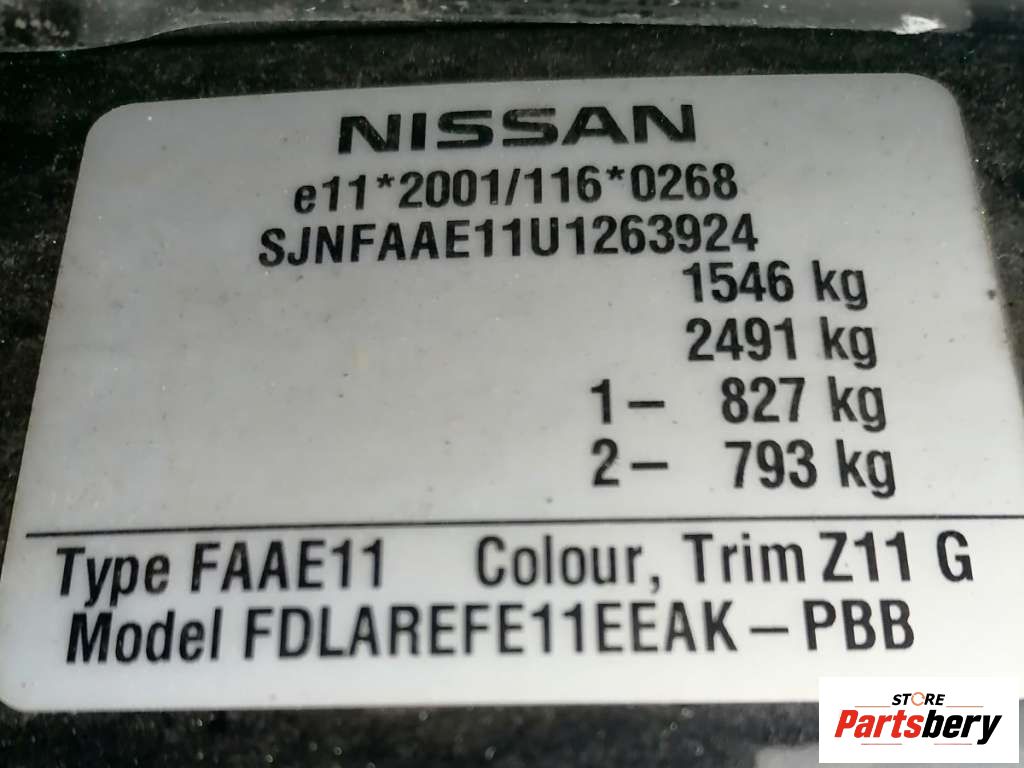 NISSAN
e11*2001/116*0268
SJNFAAE11U1263924
1546 kg
2491 kg
1 – 827 kg
2 – 793 kg
Type FAAE11 Colour, Trim Z11 G
Model FDLAREFE11EEAK – PBB
STORE
Partsbery